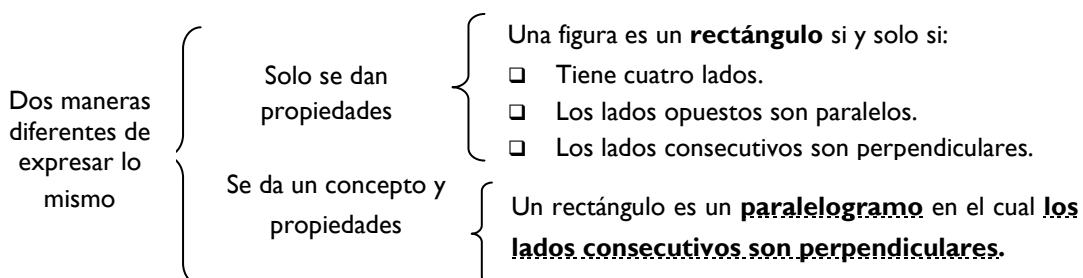 Dos maneras
diferentes de
expresar lo
mismo
Solo se dan
propiedades
Una figura es un rectángulo si y solo si:
❑ Tiene cuatro lados.
❑ Los lados opuestos son paralelos.
❑ Los lados consecutivos son perpendiculares.
Se da un concepto y
propiedades
Un rectángulo es un paralelogramo en el cual los
lados consecutivos son perpendiculares.